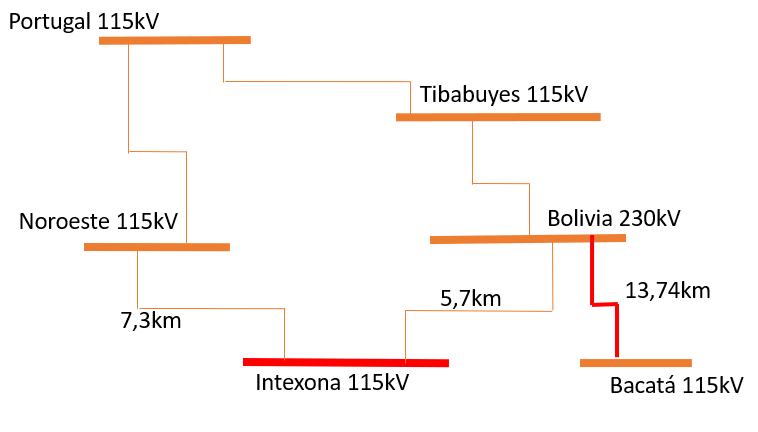 Portugal 115kV
Tibabuyes 115kV
Noroeste 115kV
Bolivia 230kV
13,74km
5,7km
7,3km
Intexona 115kV
Bacatá 115kV